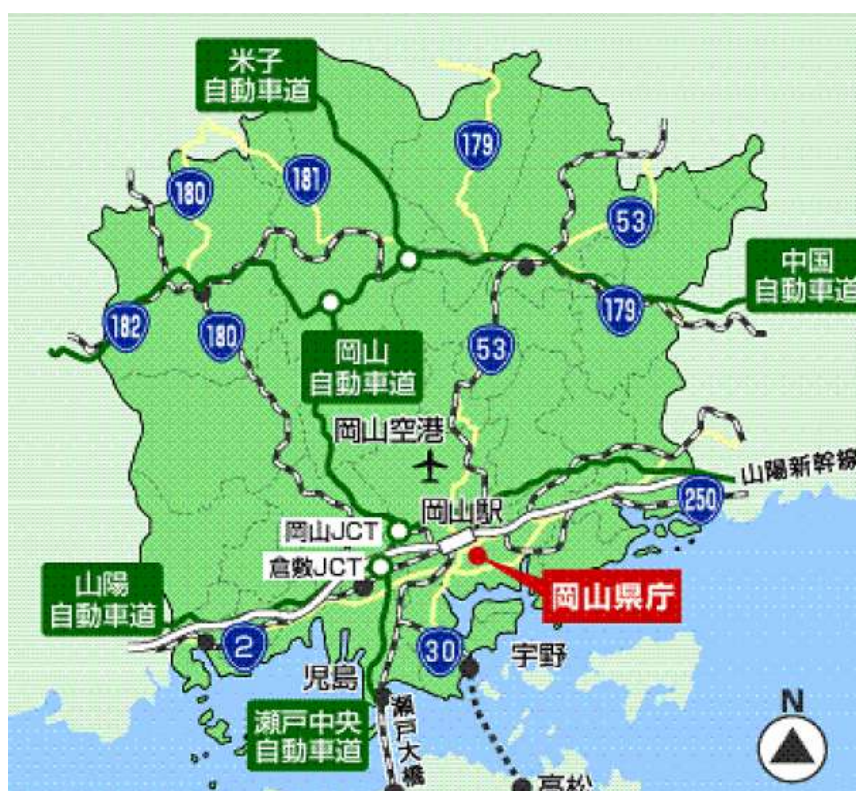 米子
自動車道
179
180
181
53
中国
自動車道
182
180
179
53
岡山
自動車道
岡山空港
山陽新幹線
250
岡山駅
岡山JCT
倉敷JCT
山陽
自動車道
岡山県庁
2
30
宇野
児島
瀬戸中央
自動車道
瀬戸大橋
N
高松